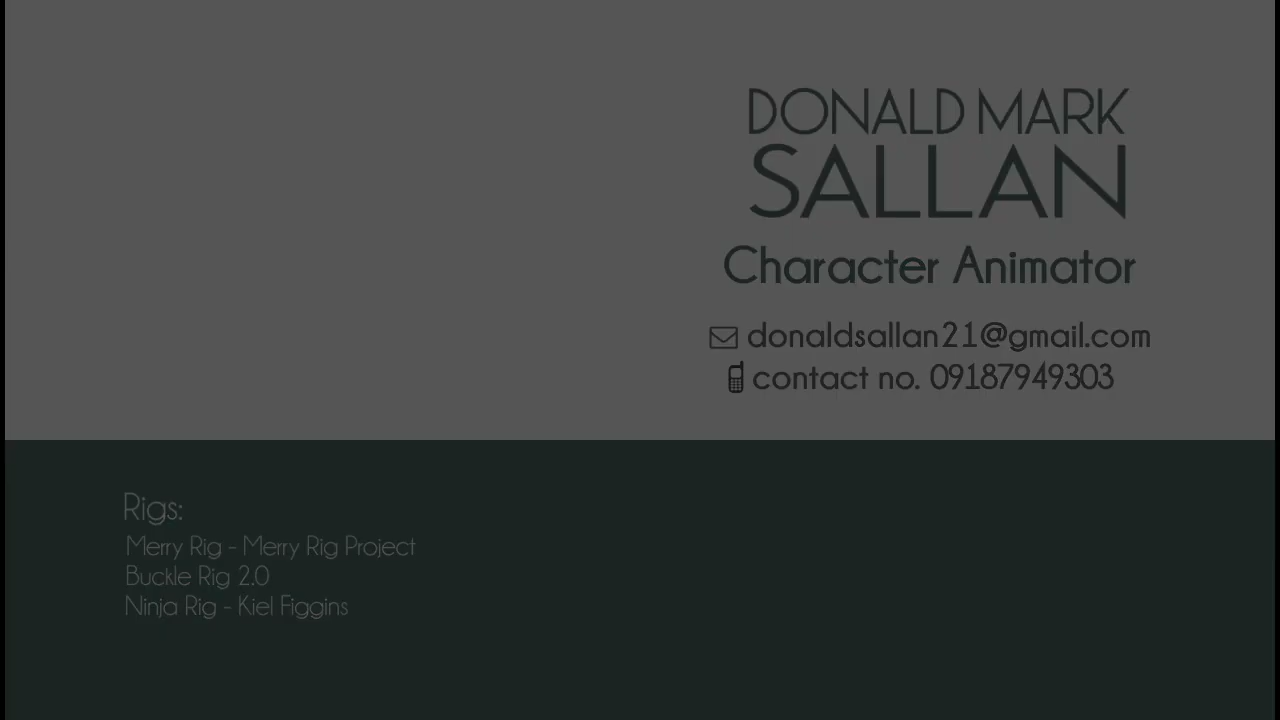 DONALD MARK
SALLAN
Character Animator
donaldsallan21@gmail.com
contact no. 09187949303
Rigs:
Merry Rig - Merry Rig Project
Buckle Rig 2.0
Ninja Rig - Kiel Figgins